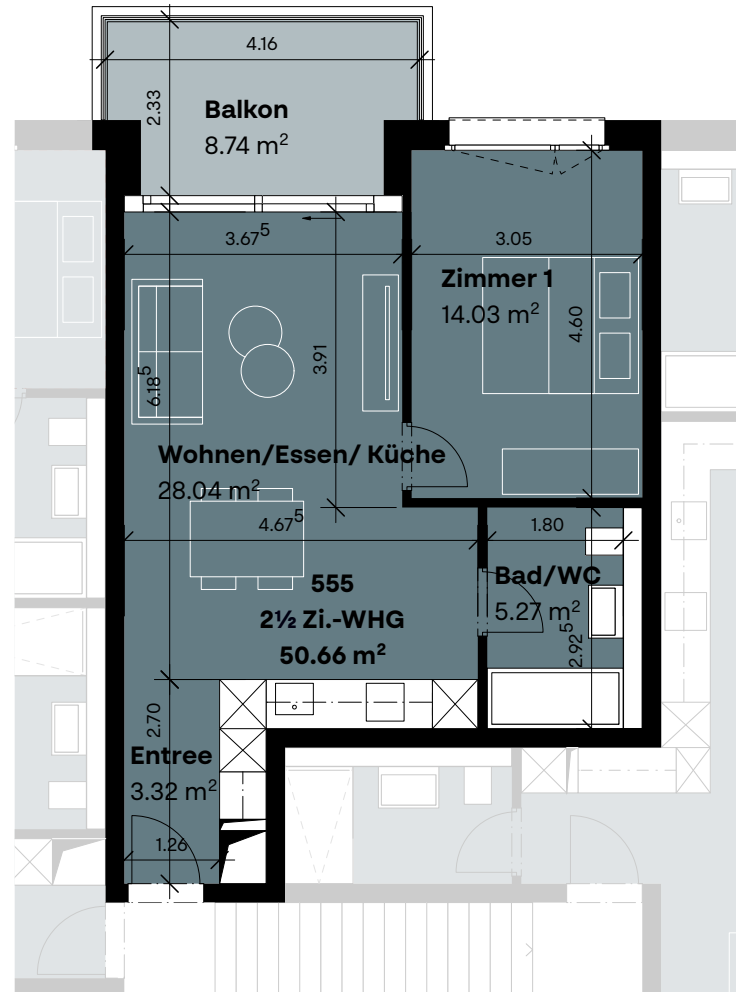 4.16
2.33
Balkon
8.74 m²
3.67⁵
3.05
Zimmer 1
14.03 m²
4.60
3.91
6.18⁵
Wohnen/Essen/ Küche
28.04 m²
4.67⁵
1.80
555
2½ Zi.-WHG
50.66 m²
Bad/WC
5.27 m²
2.92⁵
2.70
Entree
3.32 m²
1.26